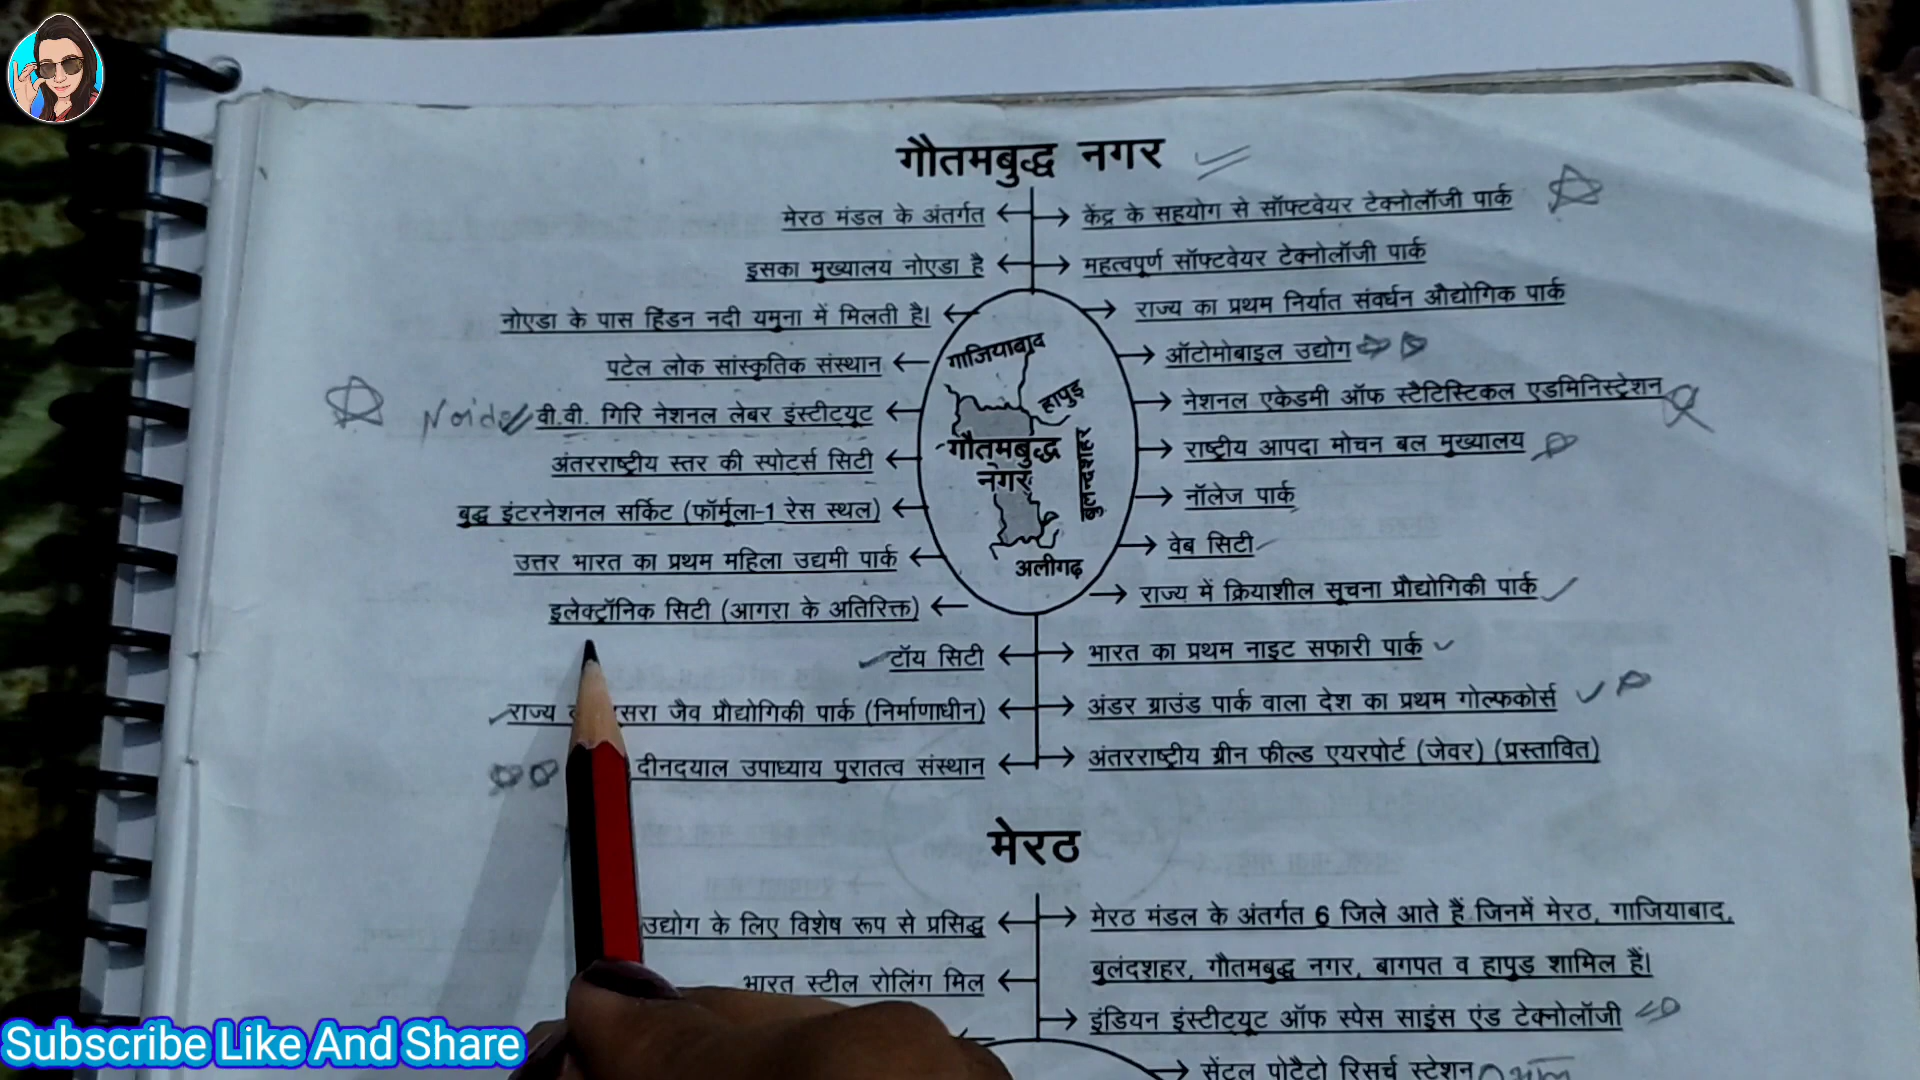 गौतमबुद्ध नगर
मेरठ मंडल के अंतर्गत
केंद्र के सहयोग से सॉफ्टवेयर टेक्नोलॉजी पार्क
इसका मुख्यालय नोएडा है
महत्वपूर्ण सॉफ्टवेयर टेक्नोलॉजी पार्क
नोएडा के पास हिंडन नदी यमुना में मिलती है।
राज्य का प्रथम निर्यात संवर्धन औद्योगिक पार्क
पटेल लोक सांस्कृतिक संस्थान
ऑटोमोबाइल उद्योग
Noida वी.वी. गिरि नेशनल लेबर इंस्टीट्यूट
नेशनल एकेडमी ऑफ स्टैटिस्टिकल एडमिनिस्ट्रेशन
अंतरराष्ट्रीय स्तर की स्पोर्ट्स सिटी
राष्ट्रीय आपदा मोचन बल मुख्यालय
बुद्ध इंटरनेशनल सर्किट (फॉर्मूला-1 रेस स्थल)
नॉलेज पार्क
उत्तर भारत का प्रथम महिला उद्यमी पार्क
वेब सिटी
इलेक्ट्रॉनिक सिटी (आगरा के अतिरिक्त)
राज्य में क्रियाशील सूचना प्रौद्योगिकी पार्क
गाजियाबाद
हापुड़
गौतमबुद्ध
नगर
बुलन्दशहर
अलीगढ़
टॉय सिटी
भारत का प्रथम नाइट सफारी पार्क
राज्य जैव प्रौद्योगिकी पार्क (निर्माणाधीन)
अंडर ग्राउंड पार्क वाला देश का प्रथम गोल्फकोर्स
दीनदयाल उपाध्याय पुरातत्व संस्थान
अंतरराष्ट्रीय ग्रीन फील्ड एयरपोर्ट (जेवर) (प्रस्तावित)
मेरठ
उद्योग के लिए विशेष रूप से प्रसिद्ध
मेरठ मंडल के अंतर्गत 6 जिले आते हैं जिनमें मेरठ, गाजियाबाद,
बुलंदशहर, गौतमबुद्ध नगर, बागपत व हापुड़ शामिल हैं।
भारत स्टील रोलिंग मिल
इंडियन इंस्टीट्यूट ऑफ स्पेस साइंस एंड टेक्नोलॉजी
सेंट्रल पोटैटो रिसर्च स्टेशन
Subscribe Like And Share